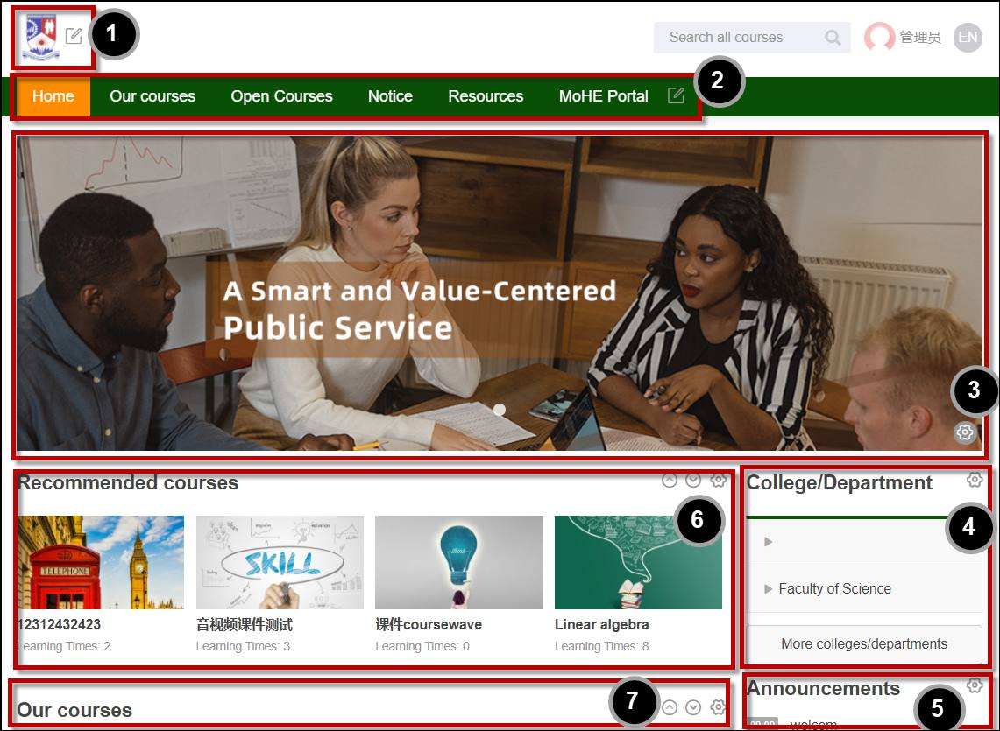 1
Search all courses
管理员
EN
Home
Our courses
Open Courses
Notice
Resources
MoHE Portal
2
A Smart and Value-Centered
Public Service
3
Recommended courses
6
TELEPHONE
SKILL
think
12312432423
Learning Times: 2
音视频课件测试
Learning Times: 3
课件coursewave
Learning Times: 0
Linear algebra
Learning Times: 8
College/Department
4
Faculty of Science
More colleges/departments
Our courses
7
Announcements
5